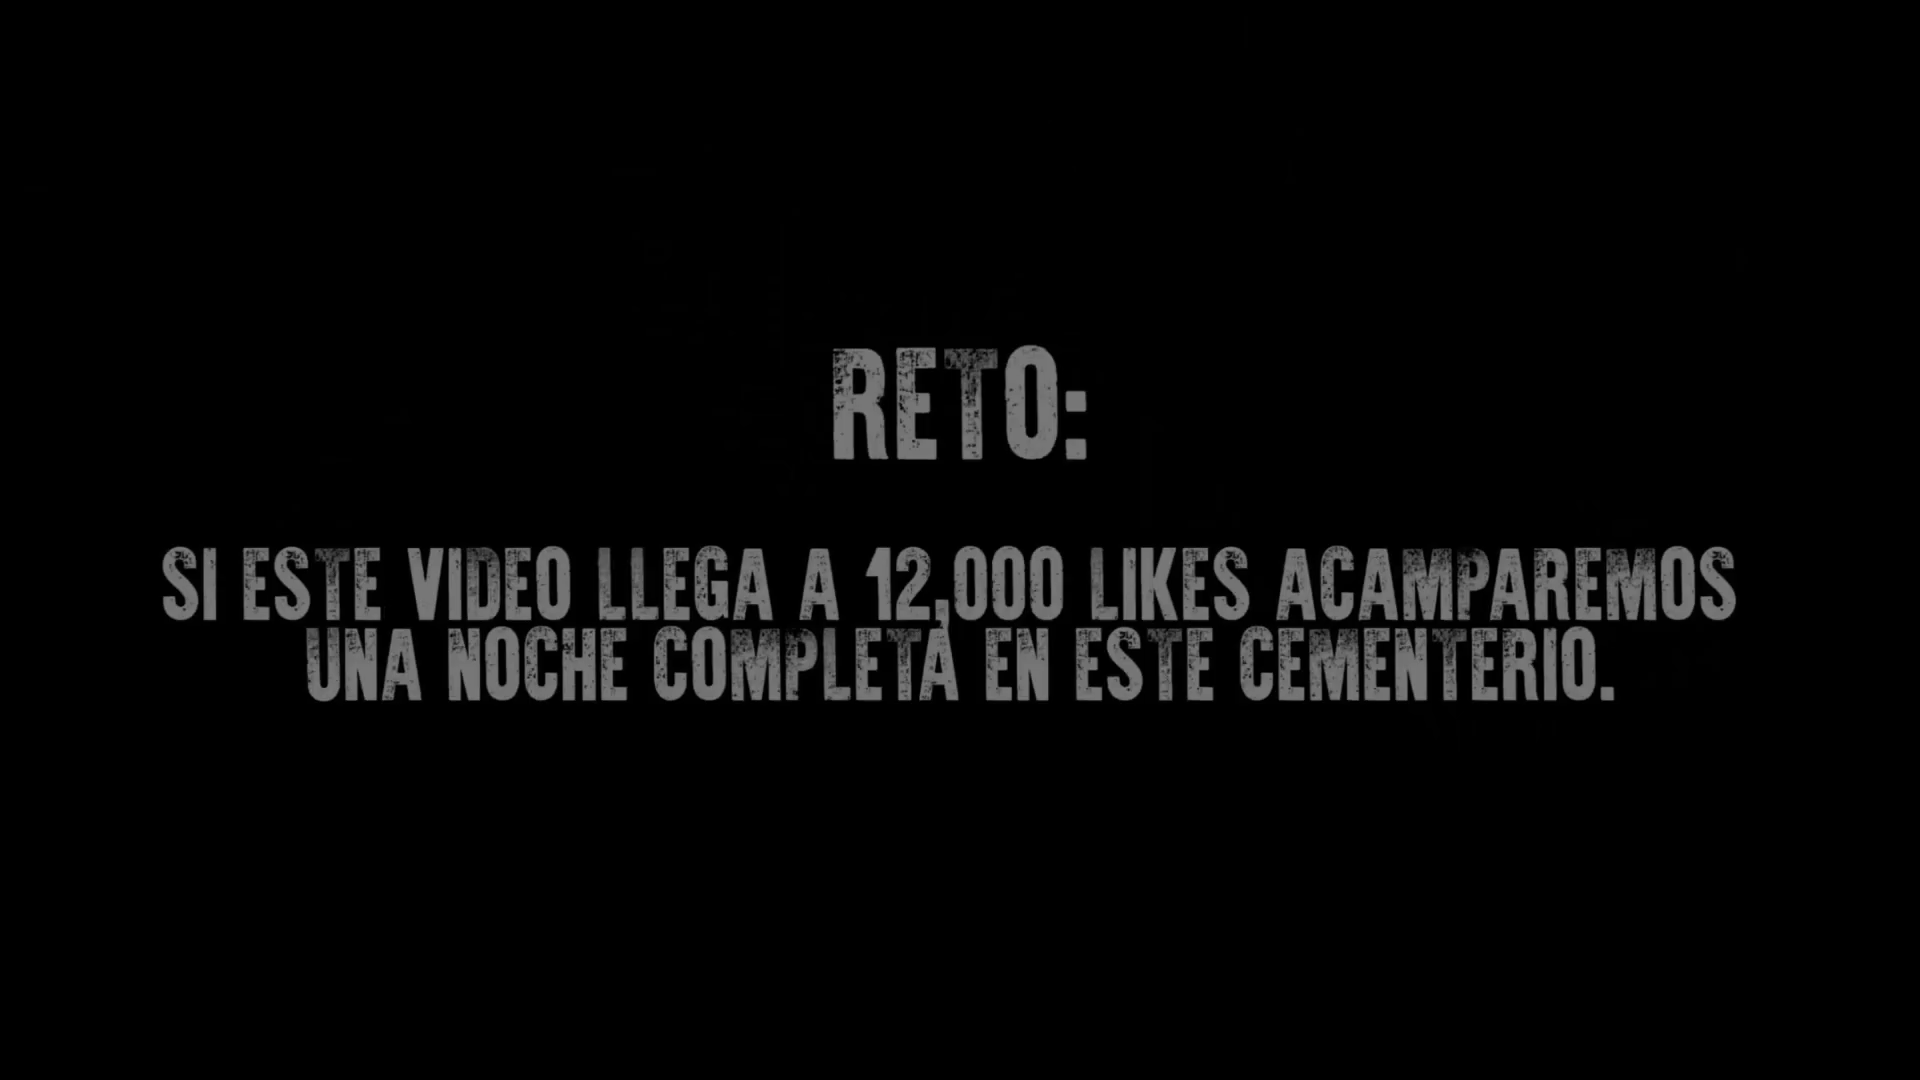 RETO:
SI ESTE VIDEO LLEGA A 12,000 LIKES ACAMPAREMOS
UNA NOCHE COMPLETA EN ESTE CEMENTERIO.